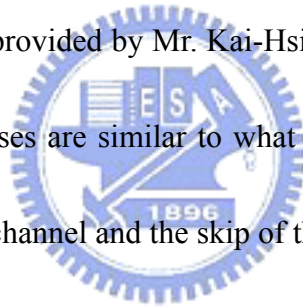 provided by Mr. Kai-Hsi
E S
A
ses are similar to what
1896
channel and the skip of th